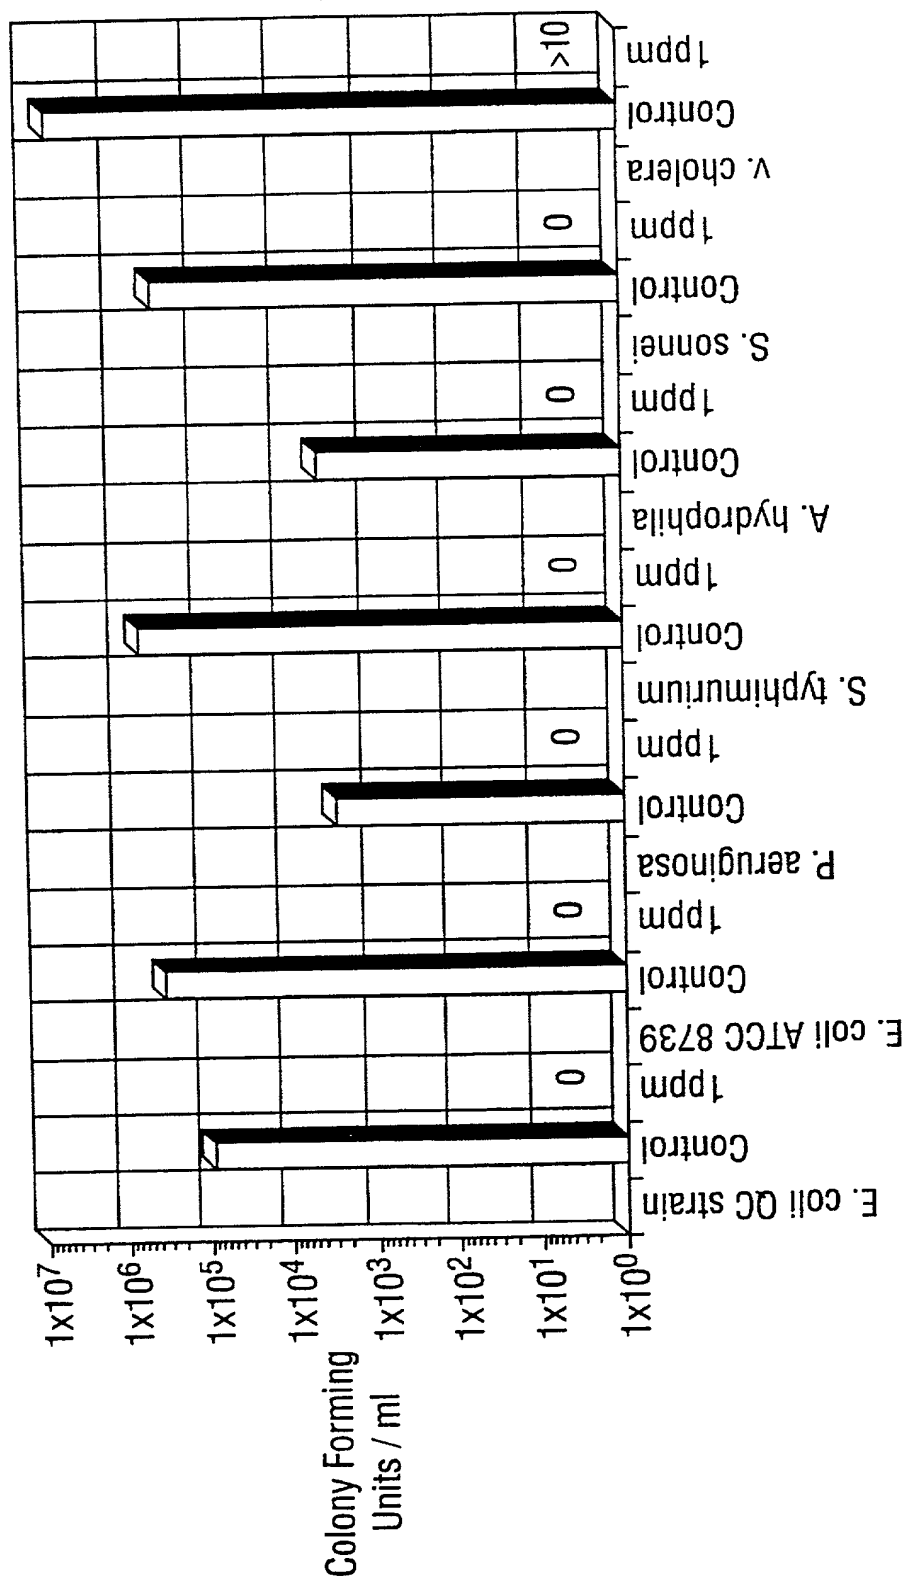 Colony Forming
Units / ml
1x10⁷
1x10⁶
1x10⁵
1x10⁴
1x10³
1x10²
1x10¹
1x10⁰
0
0
0
0
0
0
>10
E. coli QC strain
Control
1ppm
E. coli ATCC 8739
Control
1ppm
P. aeruginosa
Control
1ppm
S. typhimurium
Control
1ppm
A. hydrophila
Control
1ppm
S. sonnei
Control
1ppm
v. cholera
Control
1ppm